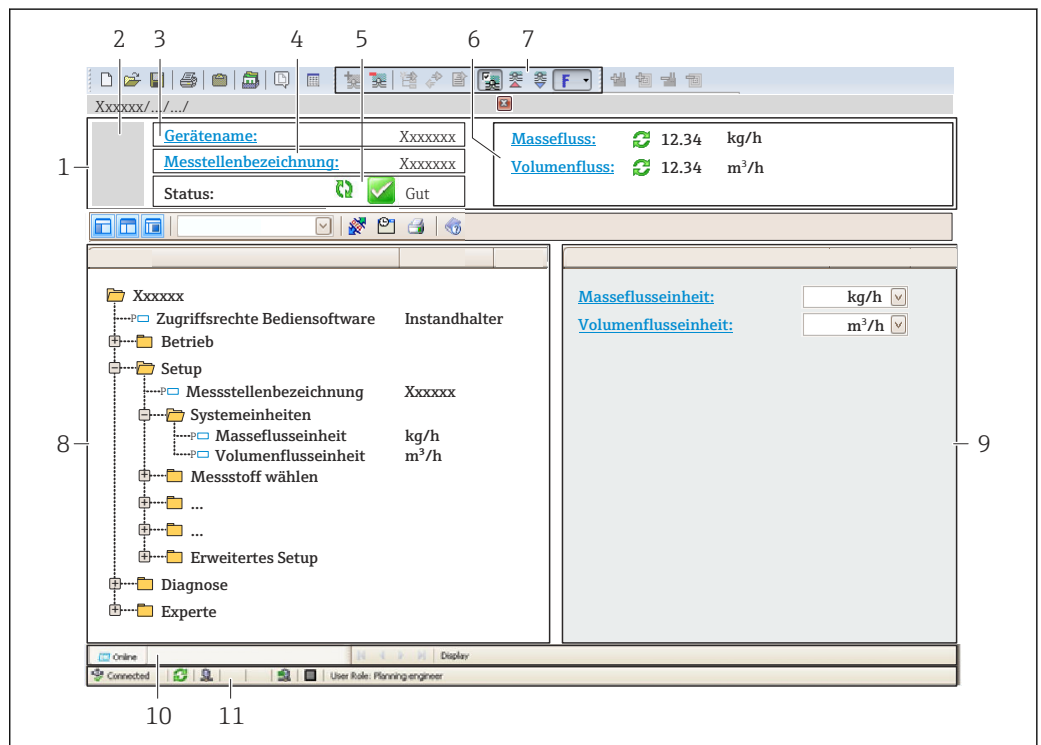 2 3 4 5 6 7
F
Xxxxxx/.../.../
1
Gerätename: Xxxxxxx
Messtellenbezeichnung: Xxxxxxx
Status: Gut
Massefluss: 12.34 kg/h
Volumenfluss: 12.34 m³/h
Xxxxxx
P Zugriffsrechte Bediensoftware Instandhalter
Betrieb
Setup
P Messstellenbezeichnung Xxxxxx
Systemeinheiten
P Masseflusseinheit kg/h
P Volumenflusseinheit m³/h
Messstoff wählen
...
...
Erweitertes Setup
Diagnose
Experte
8
Masseflusseinheit: kg/h
Volumenflusseinheit: m³/h
9
Online Display
Connected User Role: Planning engineer
10 11